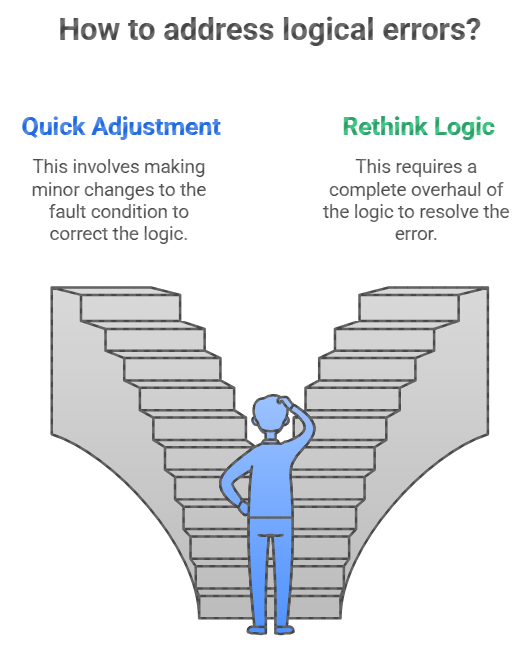 How to address logical errors?
Quick Adjustment
This involves making
minor changes to the
fault condition to
correct the logic.
Rethink Logic
This requires a
complete overhaul of
the logic to resolve the
error.